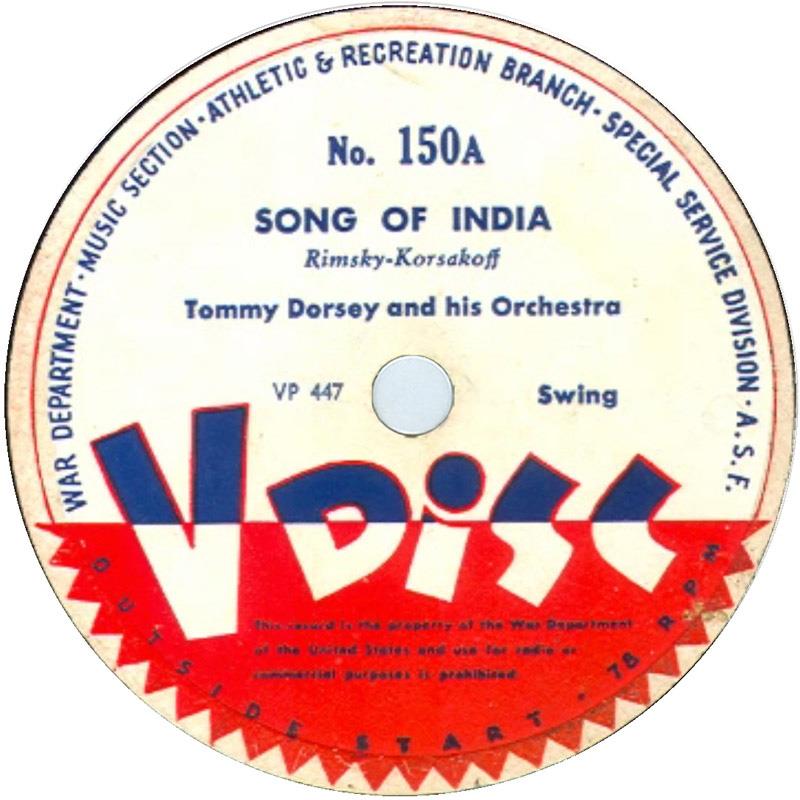 WAR DEPARTMENT · MUSIC SECTION · ATHLETIC & RECREATION BRANCH · SPECIAL SERVICE DIVISION · A. S. F.
No. 150A
SONG OF INDIA
Rimsky-Korsakoff
Tommy Dorsey and his Orchestra
VP 447 Swing
V DiSC
This record is the property of the War Department
of the United States and use for radio or
commercial purposes is prohibited
OUTSIDE START · 78 RPM